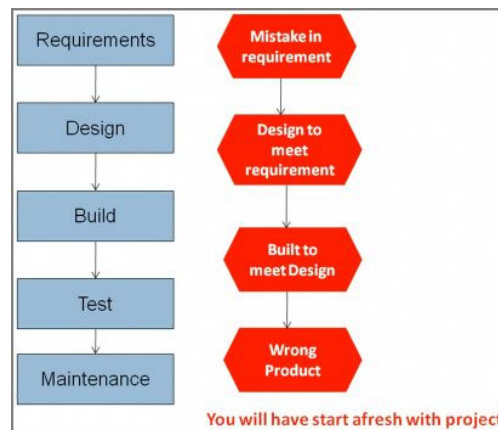 Requirements
Design
Build
Test
Maintenance
Mistake in
requirement
Design to
meet
requirement
Built to
meet Design
Wrong
Product
You will have start afresh with project